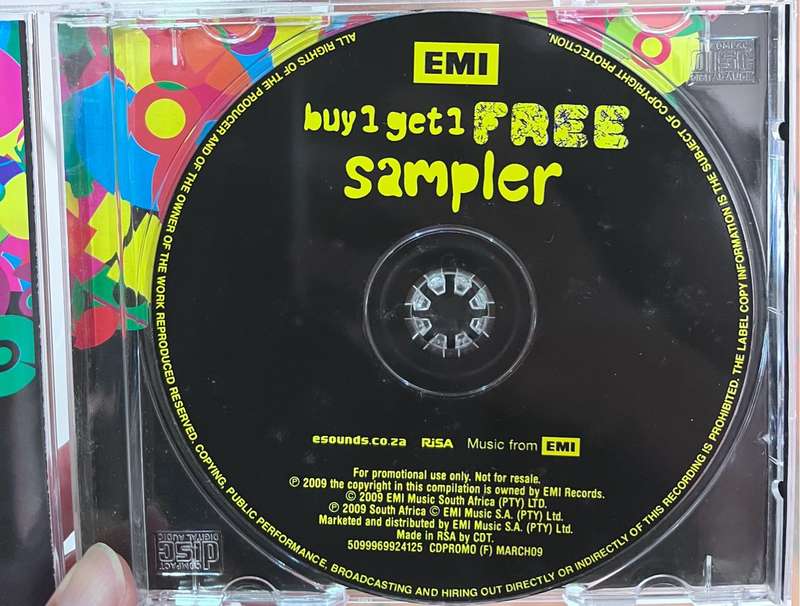 EMI
buy 1 get 1 FREE
sampler
esounds.co.za RiSA Music from EMI
For promotional use only. Not for resale.
℗ 2009 the copyright in this compilation is owned by EMI Records.
© 2009 EMI Music South Africa (PTY) LTD.
℗ 2009 South Africa © EMI Music S.A. (PTY) Ltd.
Marketed and distributed by EMI Music S.A. (PTY) Ltd.
Made in RSA by CDT.
5099969924125 CDPROMO (F) MARCH09
ALL RIGHTS OF THE PRODUCER AND OF THE OWNER OF THE WORK REPRODUCED RESERVED. COPYING, PUBLIC PERFORMANCE, BROADCASTING AND HIRING OUT DIRECTLY OR INDIRECTLY OF THIS RECORDING IS PROHIBITED. THE LABEL COPY INFORMATION IS THE SUBJECT OF COPYRIGHT PROTECTION.
COMPACT
disc
DIGITAL AUDIO
COMPACT
disc
DIGITAL AUDIO